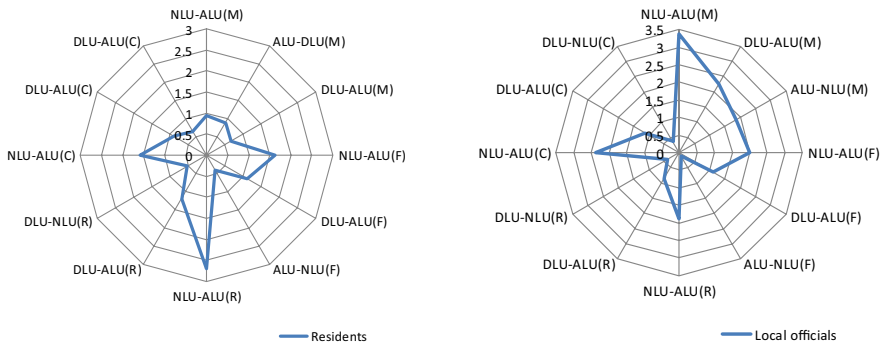 NLU-ALU(M)
3
DLU-ALU(C)
ALU-DLU(M)
2.5
2
DLU-ALU(C)
DLU-ALU(M)
1.5
1
0.5
NLU-ALU(C)
0
NLU-ALU(F)
DLU-NLU(R)
DLU-ALU(F)
DLU-ALU(R)
ALU-NLU(F)
NLU-ALU(R)
Residents
NLU-ALU(M)
3.5
DLU-NLU(C)
DLU-ALU(M)
3
2.5
DLU-ALU(C)
ALU-NLU(M)
2
1.5
1
0.5
NLU-ALU(C)
0
NLU-ALU(F)
DLU-NLU(R)
DLU-ALU(F)
DLU-ALU(R)
ALU-NLU(F)
NLU-ALU(R)
Local officials